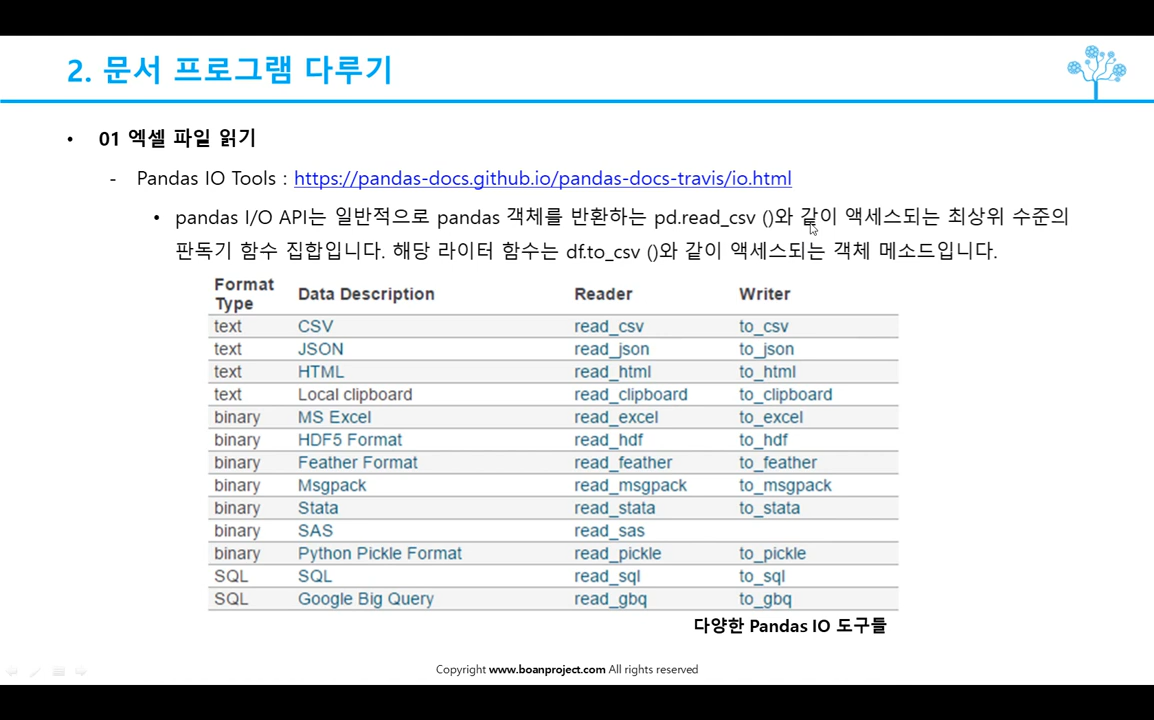 2. 문서 프로그램 다루기
• 01 엑셀 파일 읽기
- Pandas IO Tools : https://pandas-docs.github.io/pandas-docs-travis/io.html
• pandas I/O API는 일반적으로 pandas 객체를 반환하는 pd.read_csv ()와 같이 액세스되는 최상위 수준의
판독기 함수 집합입니다. 해당 라이터 함수는 df.to_csv ()와 같이 액세스되는 객체 메소드입니다.
Format Type Data Description Reader Writer
text CSV read_csv to_csv
text JSON read_json to_json
text HTML read_html to_html
text Local clipboard read_clipboard to_clipboard
binary MS Excel read_excel to_excel
binary HDF5 Format read_hdf to_hdf
binary Feather Format read_feather to_feather
binary Msgpack read_msgpack to_msgpack
binary Stata read_stata to_stata
binary SAS read_sas
binary Python Pickle Format read_pickle to_pickle
SQL SQL read_sql to_sql
SQL Google Big Query read_gbq to_gbq
다양한 Pandas IO 도구들
Copyright www.boanproject.com All rights reserved